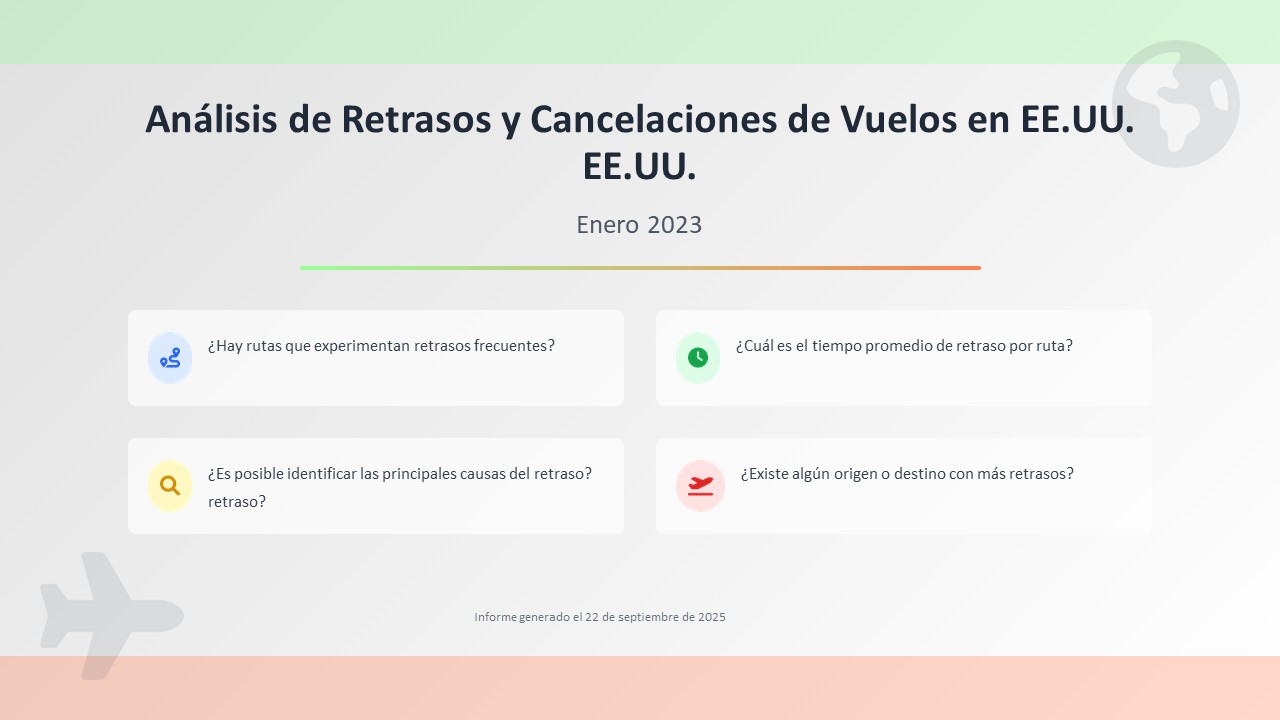 Análisis de Retrasos y Cancelaciones de Vuelos en EE.UU.
EE.UU.
Enero 2023
¿Hay rutas que experimentan retrasos frecuentes?
¿Cuál es el tiempo promedio de retraso por ruta?
¿Es posible identificar las principales causas del retraso?
retraso?
¿Existe algún origen o destino con más retrasos?
Informe generado el 22 de septiembre de 2025